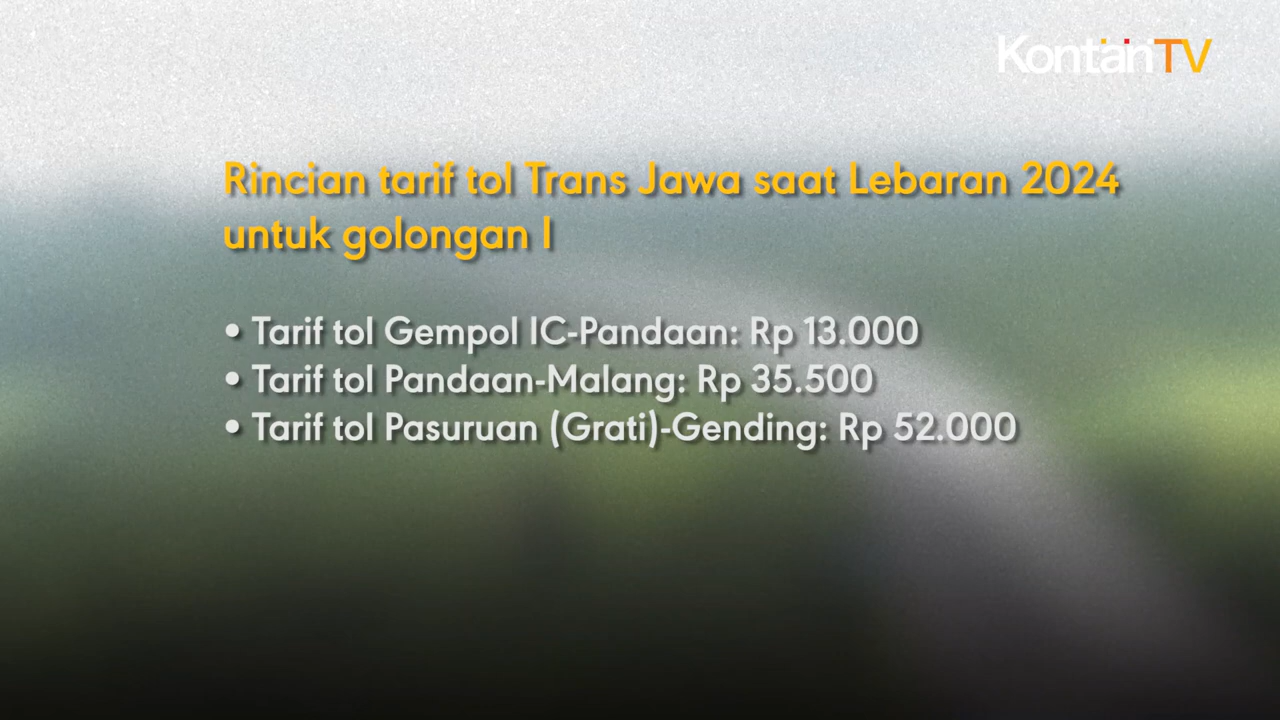 KontanTV
Rincian tarif tol Trans Jawa saat Lebaran 2024
untuk golongan I
• Tarif tol Gempol IC-Pandaan: Rp 13.000
• Tarif tol Pandaan-Malang: Rp 35.500
• Tarif tol Pasuruan (Grati)-Gending: Rp 52.000